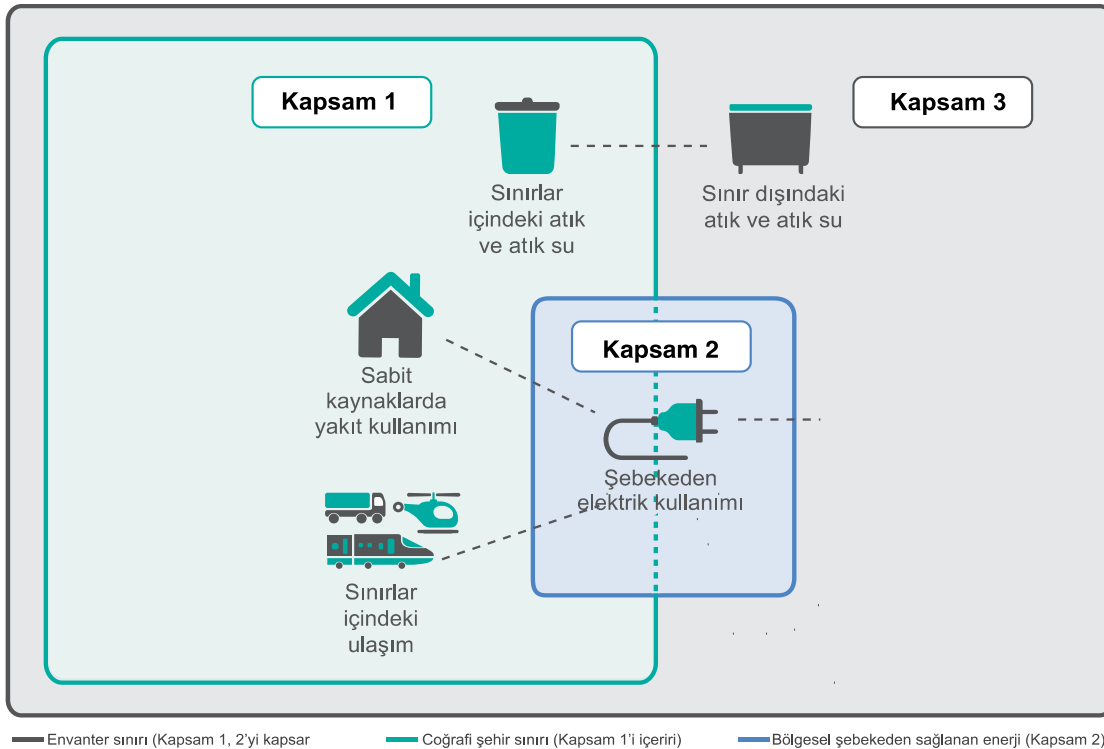 Kapsam 1
Kapsam 3
Sınırlar
içindeki atık
ve atık su
Sınır dışındaki
atık ve atık su
Kapsam 2
Sabit
kaynaklarda
yakıt kullanımı
Şebekeden
elektrik kullanımı
Sınırlar
içindeki
ulaşım
Envanter sınırı (Kapsam 1, 2'yi kapsar
Coğrafi şehir sınırı (Kapsam 1'i içeriri)
Bölgesel şebekeden sağlanan enerji (Kapsam 2)